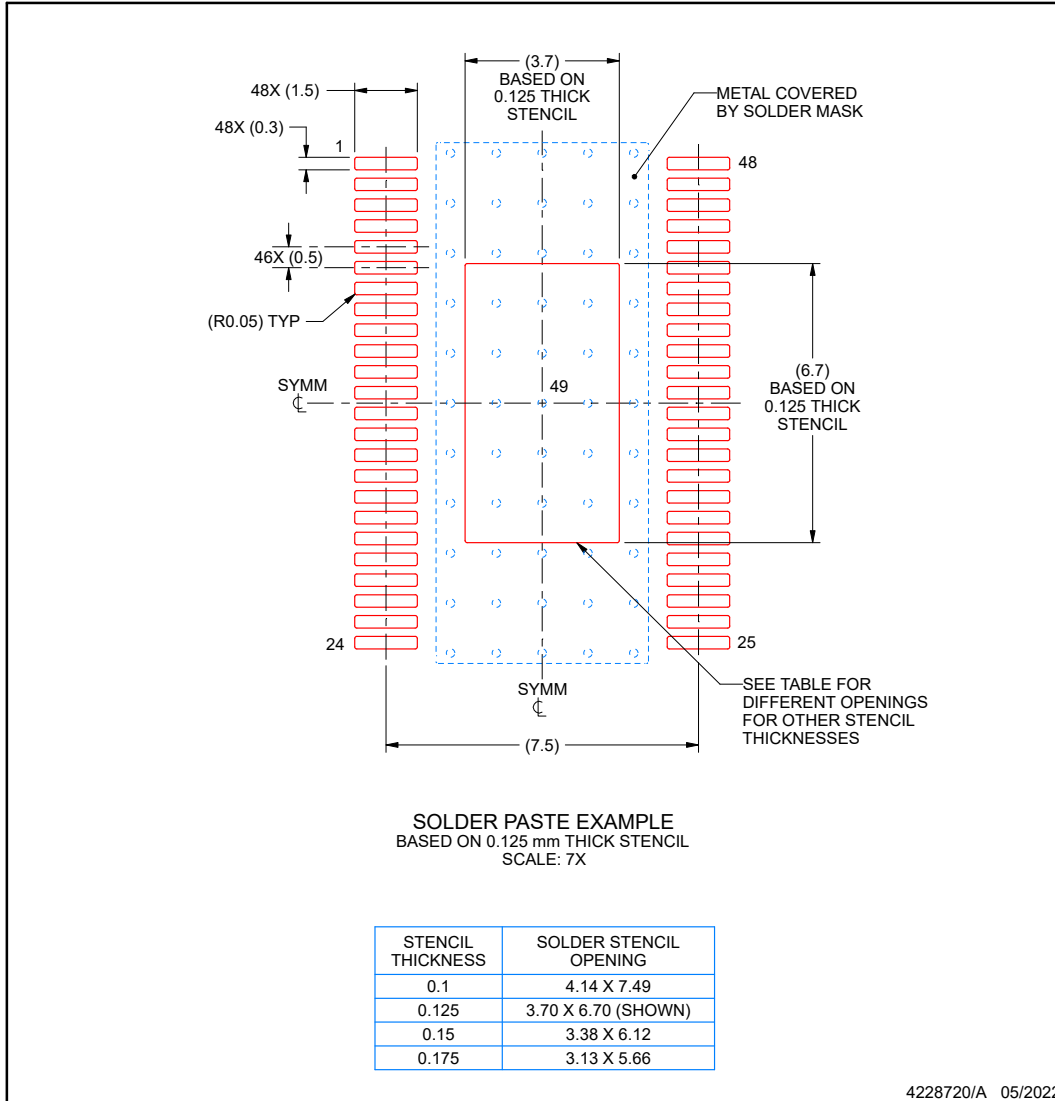 (3.7)
BASED ON
0.125 THICK
STENCIL
48X (1.5)
METAL COVERED
BY SOLDER MASK
48X (0.3)
1
48
46X (0.5)
(R0.05) TYP
SYMM
℄
49
(6.7)
BASED ON
0.125 THICK
STENCIL
24
25
SYMM
℄
SEE TABLE FOR
DIFFERENT OPENINGS
FOR OTHER STENCIL
THICKNESSES
(7.5)
SOLDER PASTE EXAMPLE
BASED ON 0.125 mm THICK STENCIL
SCALE: 7X
STENCIL
THICKNESS
SOLDER STENCIL
OPENING
0.1
4.14 X 7.49
0.125
3.70 X 6.70 (SHOWN)
0.15
3.38 X 6.12
0.175
3.13 X 5.66
4228720/A 05/2022